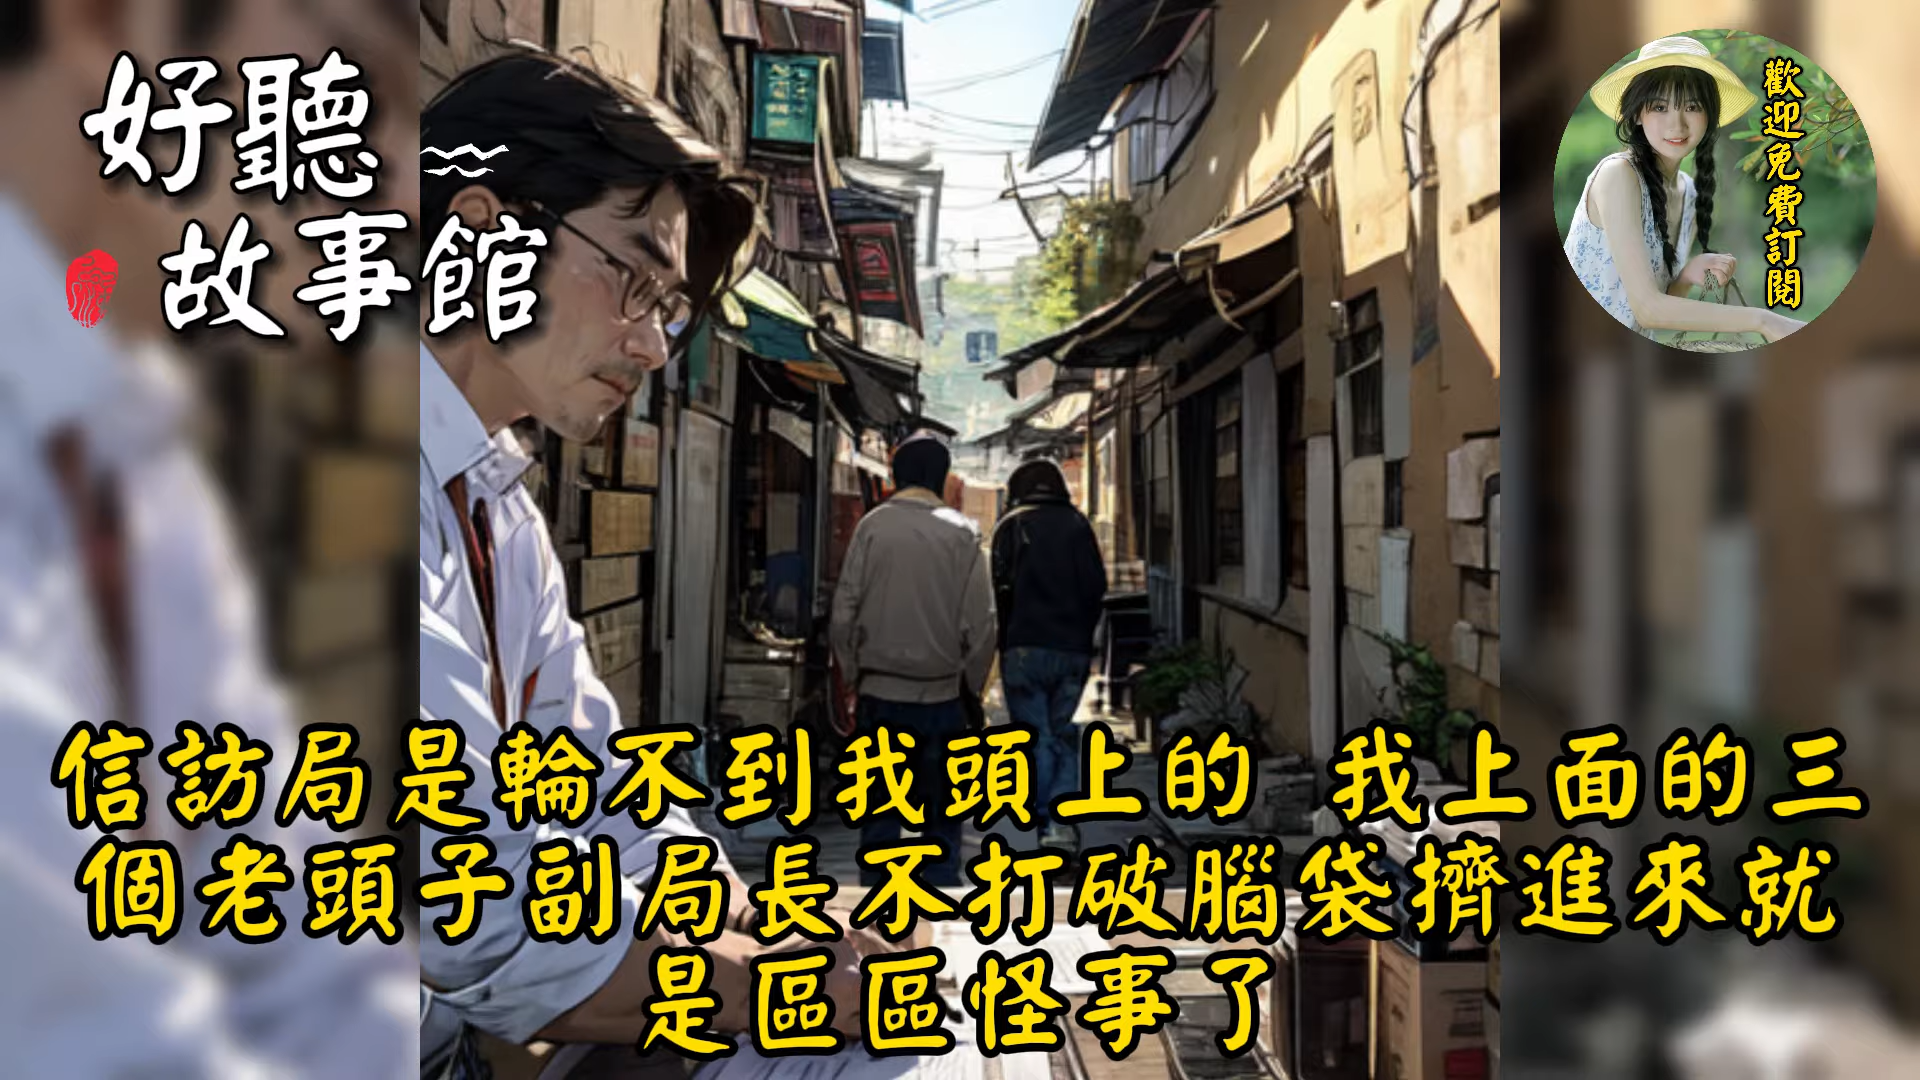 好聽
故事館
歡迎免費訂閱
信訪局是輪不到我頭上的 我上面的三
個老頭子副局長不打破腦袋擠進來就
是區區怪事了